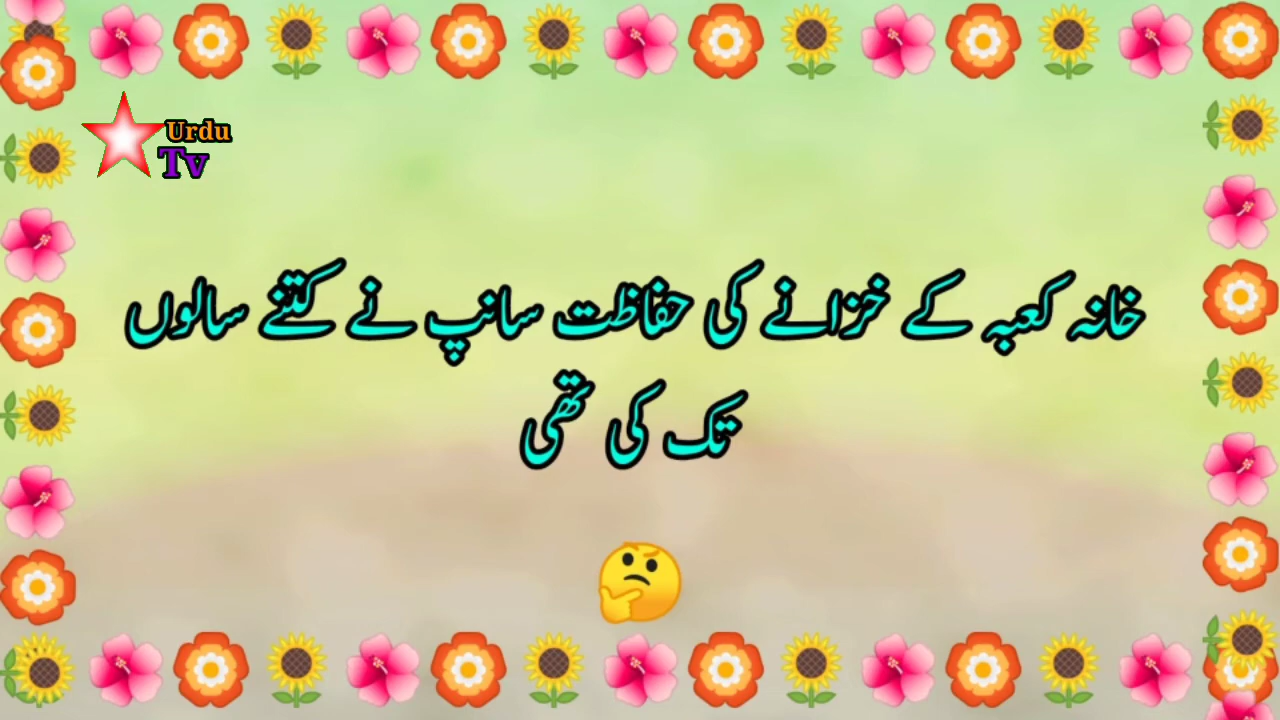 Urdu
Tv
خانہ کعبہ کے خزانے کی حفاظت سانپ نے کتنے سالوں
تک کی تھی